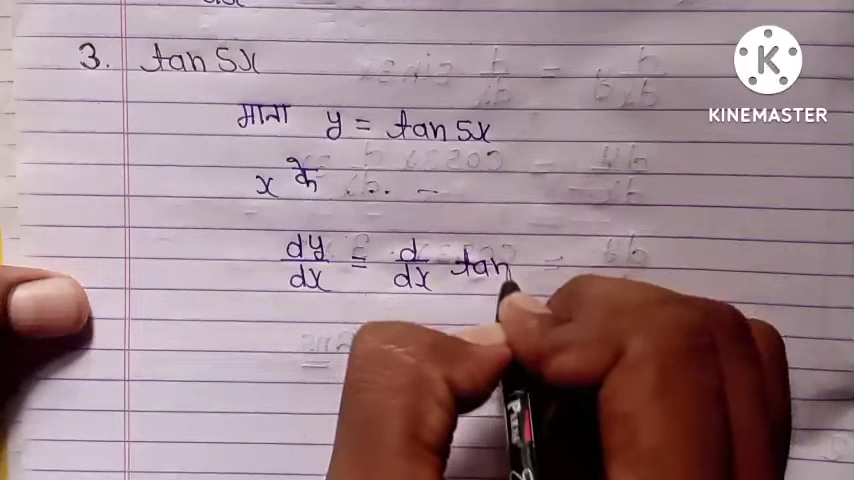 3. tan 5x
माना y = tan 5x
x के .. -
dy/dx = d/dx tan
KINEMASTER